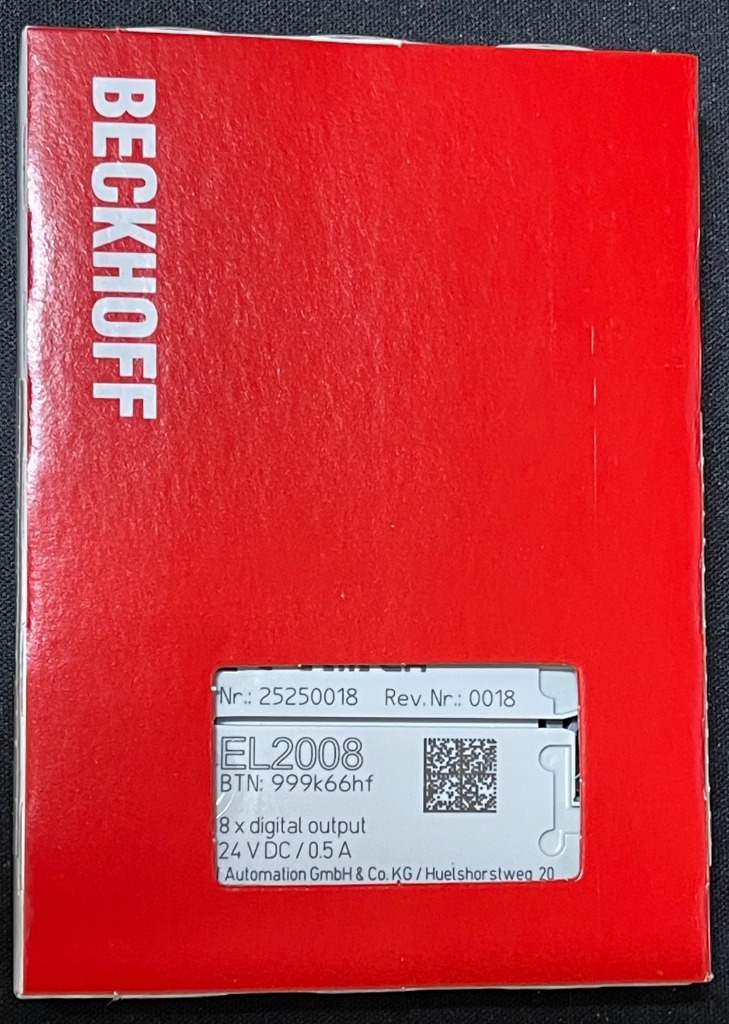 BECKHOFF
Nr.: 25250018 Rev. Nr.: 0018
EL2008
BTN: 999k66hf
8 x digital output
24 V DC / 0.5 A
Automation GmbH & Co. KG / Huelshorstweg 20